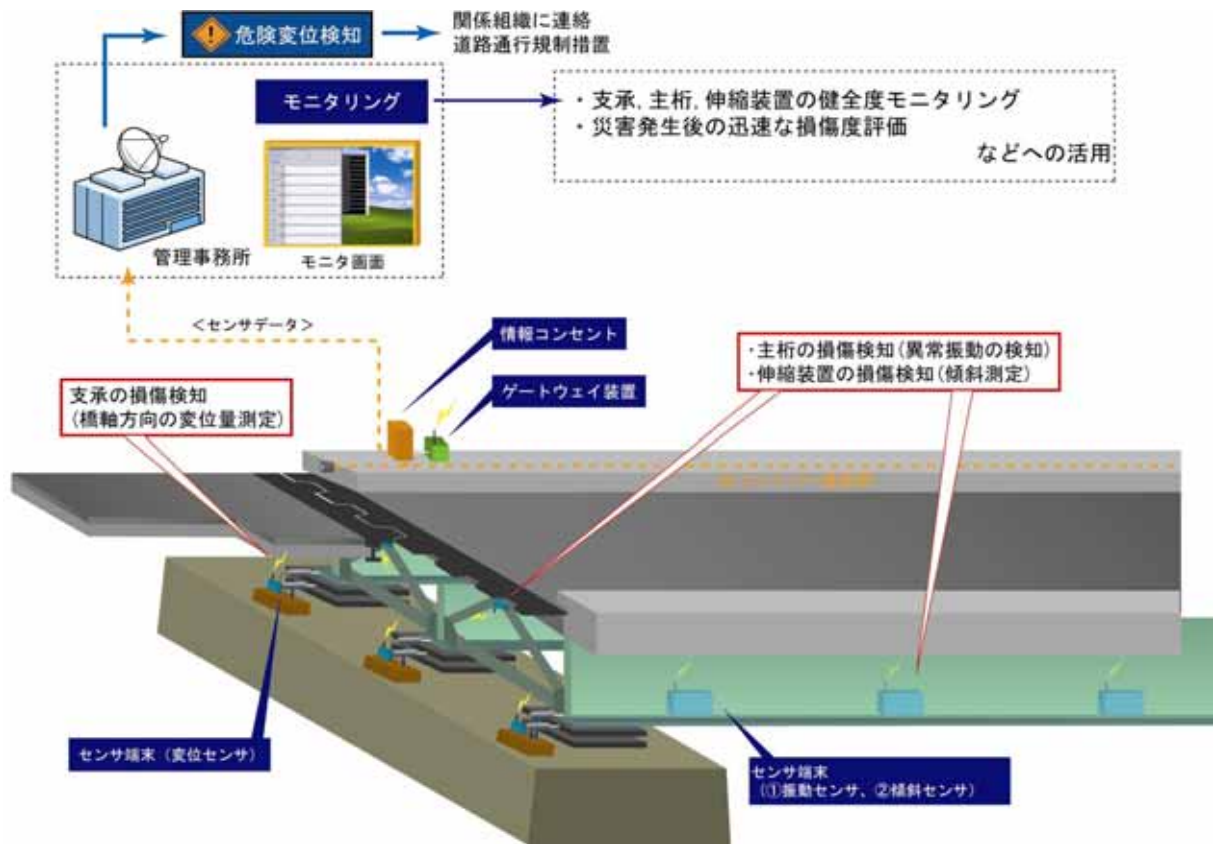 危険変位検知
関係組織に連絡
道路通行規制措置
モニタリング
・支承, 主桁, 伸縮装置の健全度モニタリング
・災害発生後の迅速な損傷度評価
などへの活用
管理事務所
モニタ画面
＜センサデータ＞
情報コンセント
ゲートウェイ装置
・主桁の損傷検知(異常振動の検知)
・伸縮装置の損傷検知(傾斜測定)
支承の損傷検知
(橋軸方向の変位量測定)
センサ端末（変位センサ）
センサ端末
（①振動センサ、②傾斜センサ）